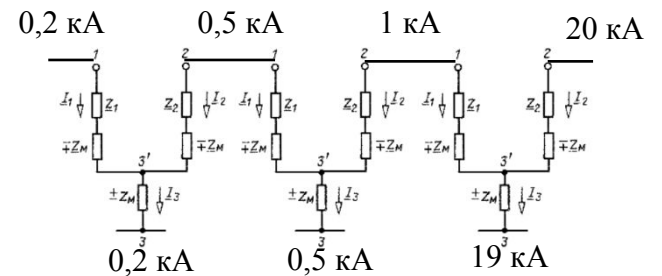 0,2 кА 0,5 кА 1 кА 20 кА
1 2 1 2 1 2
I1 Z1 Z2 I2 I1 Z1 Z2 I2 I1 Z1 Z2 I2
∓ZM ∓ZM ∓ZM ∓ZM ∓ZM ∓ZM
3' 3' 3'
±ZM I3 ±ZM I3 ±ZM I3
3 3 3
0,2 кА 0,5 кА 19 кА